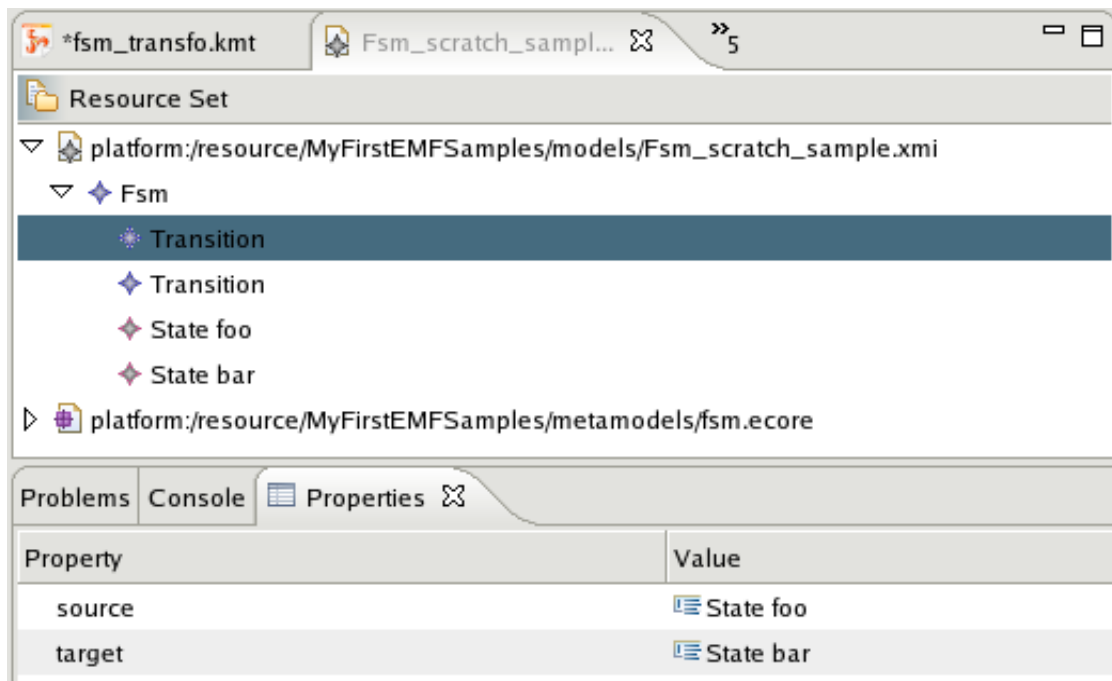 *fsm_transfo.kmt Fsm_scratch_sampl... »5
Resource Set
platform:/resource/MyFirstEMFSamples/models/Fsm_scratch_sample.xmi
Fsm
Transition
Transition
State foo
State bar
platform:/resource/MyFirstEMFSamples/metamodels/fsm.ecore
Problems Console Properties
Property Value
source State foo
target State bar